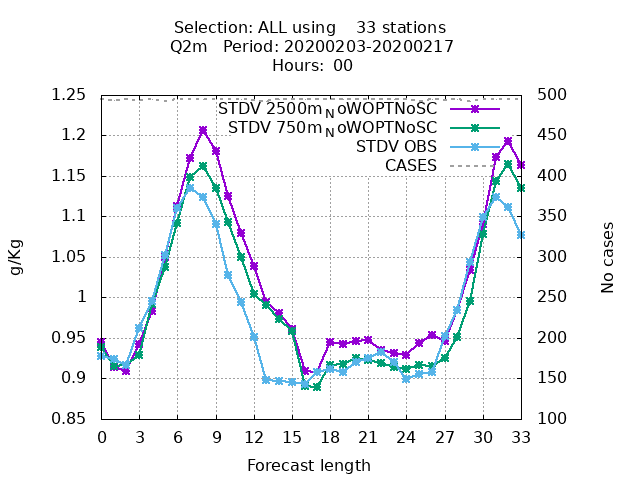 Selection: ALL using    33 stations
Q2m   Period: 20200203-20200217
Hours:  00
1.25
1.2
1.15
1.1
1.05
1
0.95
0.9
0.85
g/Kg
STDV 2500m_NoWOPTNoSC
STDV 750m_NoWOPTNoSC
STDV OBS
CASES
500
450
400
350
300
250
200
150
100
No cases
0 3 6 9 12 15 18 21 24 27 30 33
Forecast length